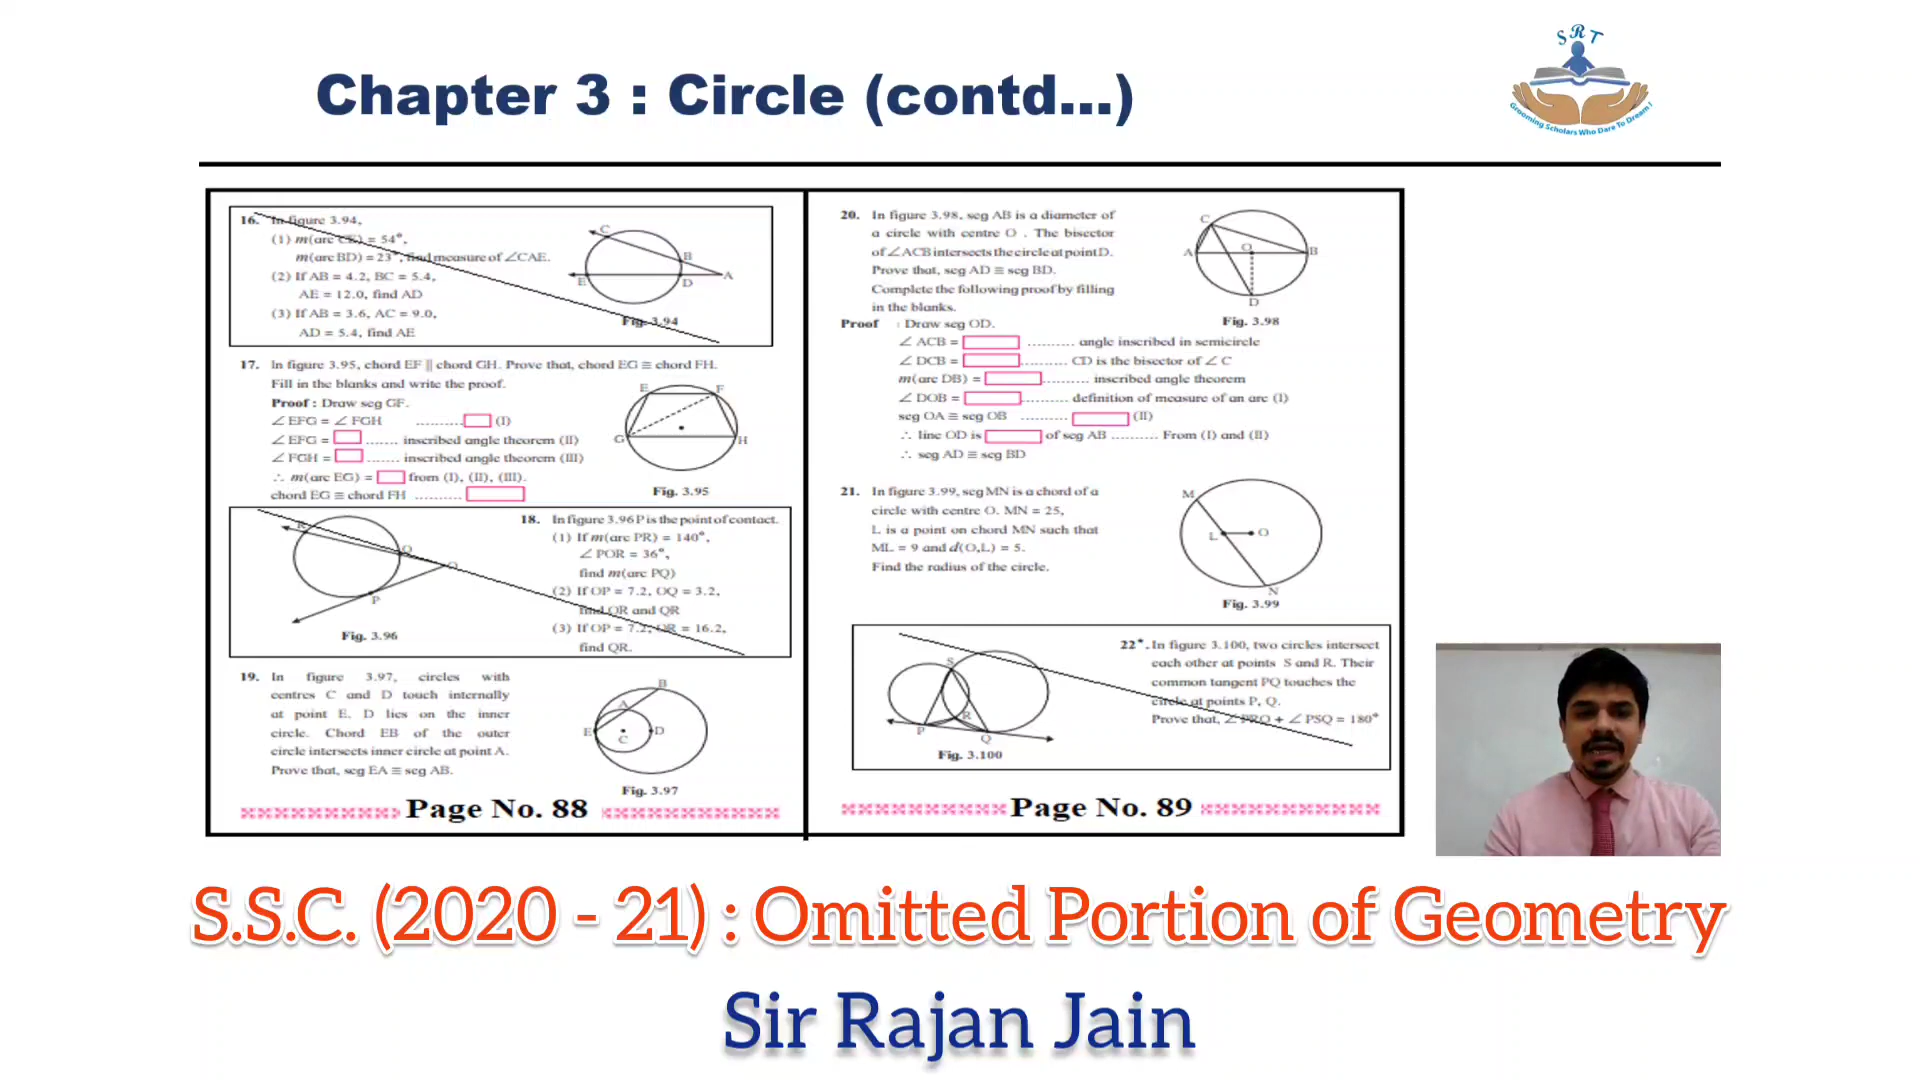 SRT
Grooming Scholars Who Dare To Dream !
Chapter 3 : Circle (contd...)
16. In figure 3.94,
(1) m(arc CE) = 54°,
m(arc BD) = 23°, find measure of ∠CAE.
(2) If AB = 4.2, BC = 5.4,
AE = 12.0, find AD
(3) If AB = 3.6, AC = 9.0,
AD = 5.4, find AE
C
B
A
E
D
Fig. 3.94
17. In figure 3.95, chord EF || chord GH. Prove that, chord EG ≅ chord FH.
Fill in the blanks and write the proof.
Proof : Draw seg GF.
∠ EFG = ∠ FGH ......... (I)
∠ EFG = ...... inscribed angle theorem (II)
∠ FGH = ...... inscribed angle theorem (III)
∴ m(arc EG) = from (I), (II), (III).
chord EG ≅ chord FH .........
E
F
G
H
Fig. 3.95
R
Q
O
P
Fig. 3.96
18. In figure 3.96 P is the point of contact.
(1) If m(arc PR) = 140°,
∠ POR = 36°,
find m(arc PQ)
(2) If OP = 7.2, OQ = 3.2,
find OR and QR
(3) If OP = 7.2, OR = 16.2,
find QR.
19. In figure 3.97, circles with
centres C and D touch internally
at point E. D lies on the inner
circle. Chord EB of the outer
circle intersects inner circle at point A.
Prove that, seg EA ≅ seg AB.
B
A
E
D
C
Fig. 3.97
Page No. 88
20. In figure 3.98, seg AB is a diameter of
a circle with centre O . The bisector
of ∠ACB intersects the circle at point D.
Prove that, seg AD ≅ seg BD.
Complete the following proof by filling
in the blanks.
C
A
O
B
D
Fig. 3.98
Proof : Draw seg OD.
∠ ACB = ......... angle inscribed in semicircle
∠ DCB = ......... CD is the bisector of ∠ C
m(arc DB) = ......... inscribed angle theorem
∠ DOB = ......... definition of measure of an arc (I)
seg OA ≅ seg OB ......... (II)
∴ line OD is of seg AB ......... From (I) and (II)
∴ seg AD ≅ seg BD
21. In figure 3.99, seg MN is a chord of a
circle with centre O. MN = 25,
L is a point on chord MN such that
ML = 9 and d(O,L) = 5.
Find the radius of the circle.
M
L
O
N
Fig. 3.99
S
R
P
Q
Fig. 3.100
22*. In figure 3.100, two circles intersect
each other at points S and R. Their
common tangent PQ touches the
circle at points P, Q.
Prove that, ∠ PRQ + ∠ PSQ = 180°
Page No. 89
S.S.C. (2020 - 21) : Omitted Portion of Geometry
Sir Rajan Jain